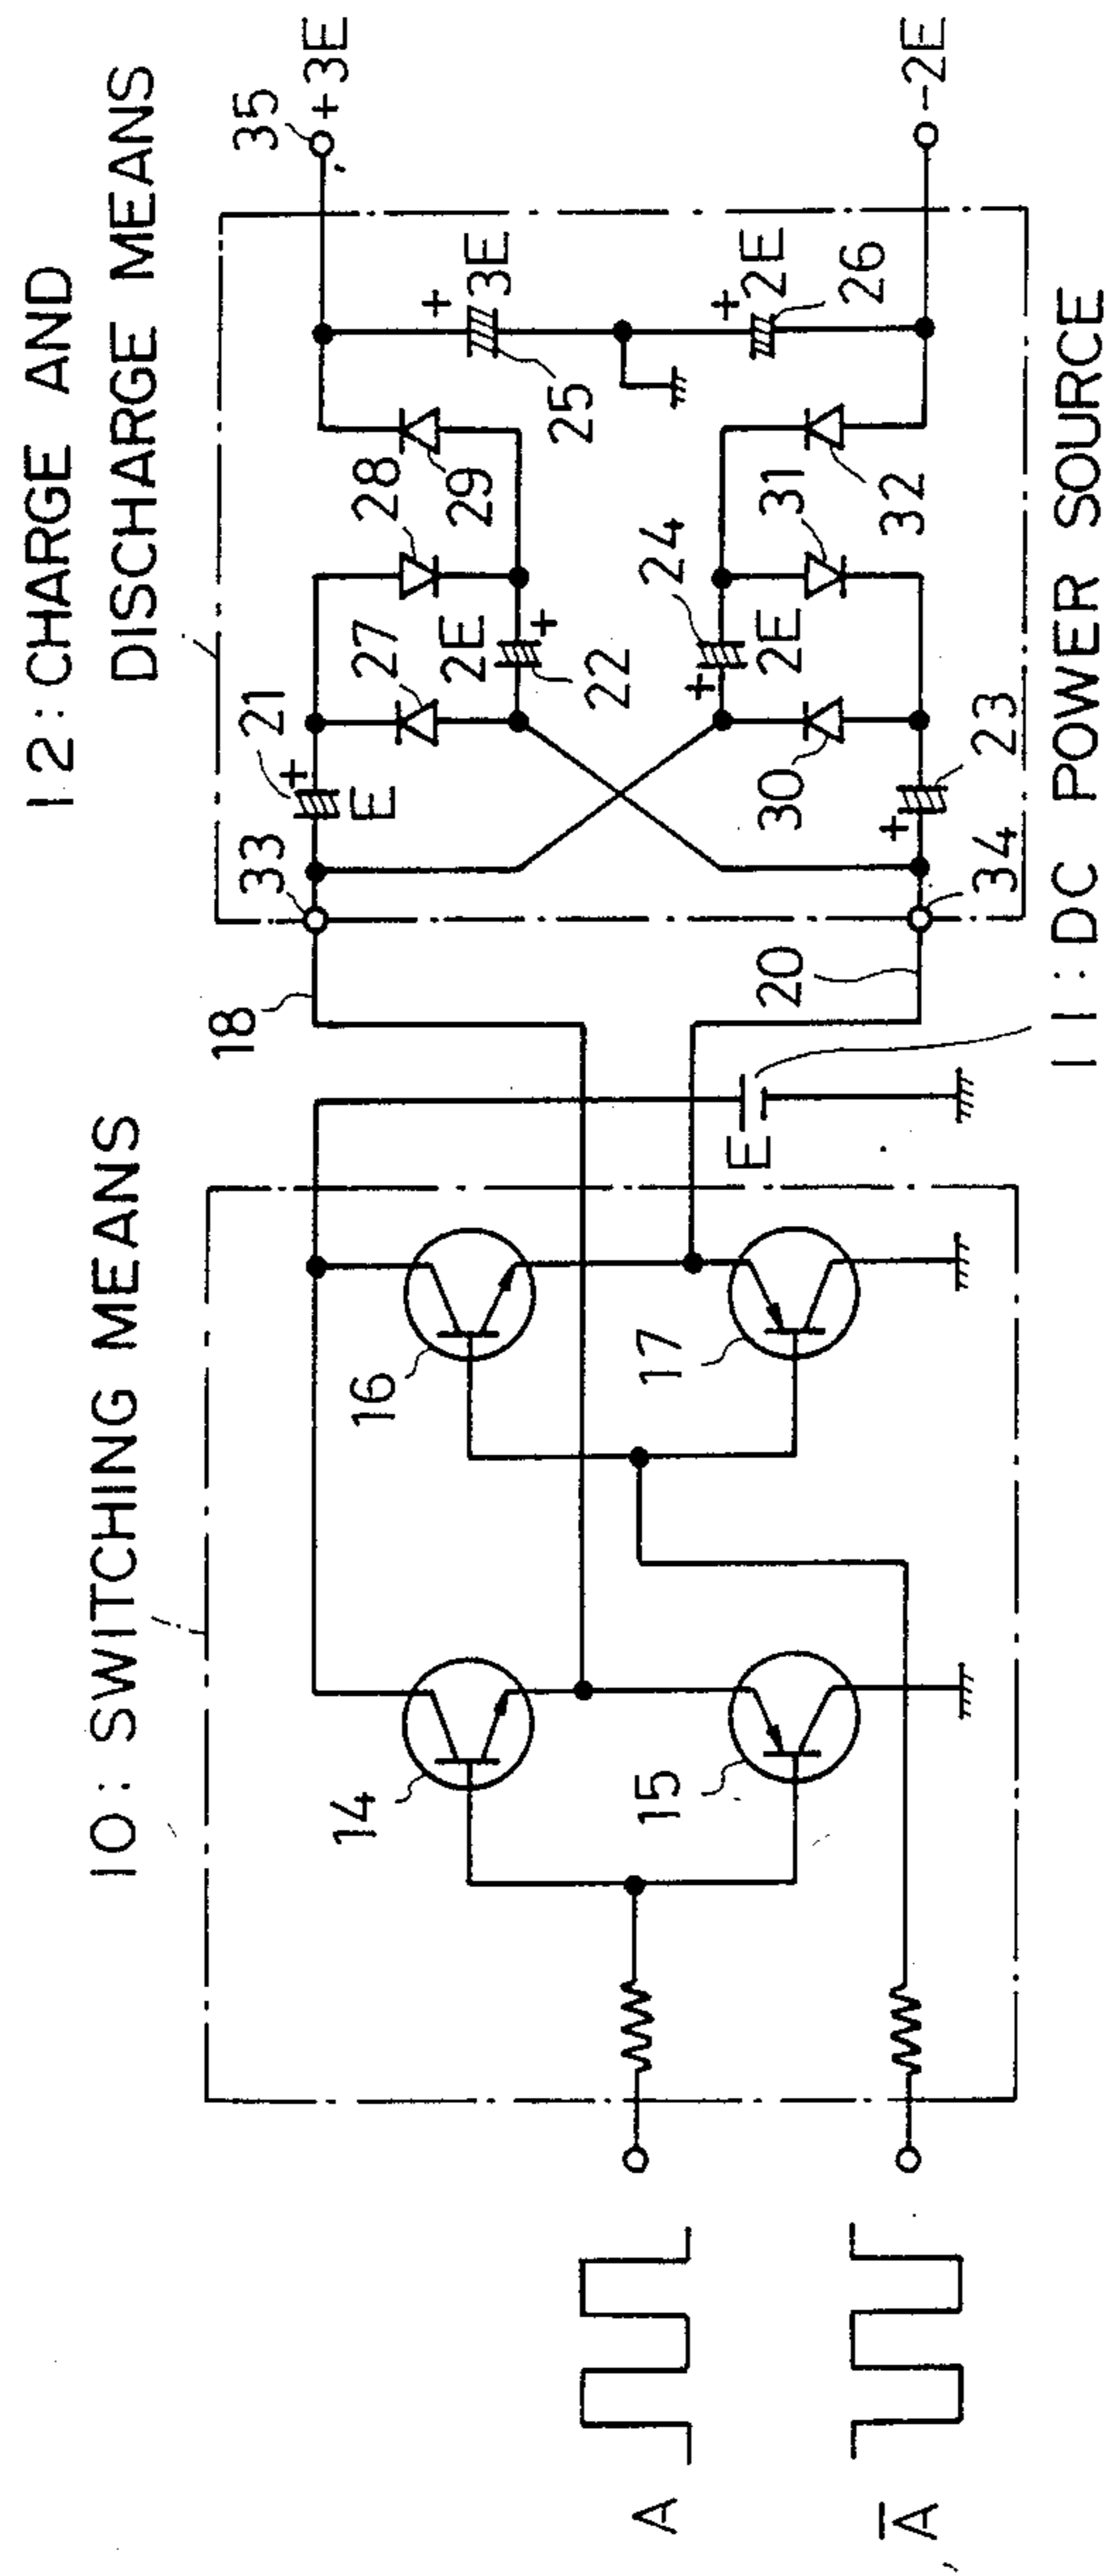 10: SWITCHING MEANS
12: CHARGE AND
DISCHARGE MEANS
A
A̅
14
15
16
17
18
20
E
11: DC POWER SOURCE
33
34
21
E
27
28
29
2E
22
24
2E
30
31
32
23
25
3E
2E
26
35
+3E
-2E
+
+
+
+
+
+